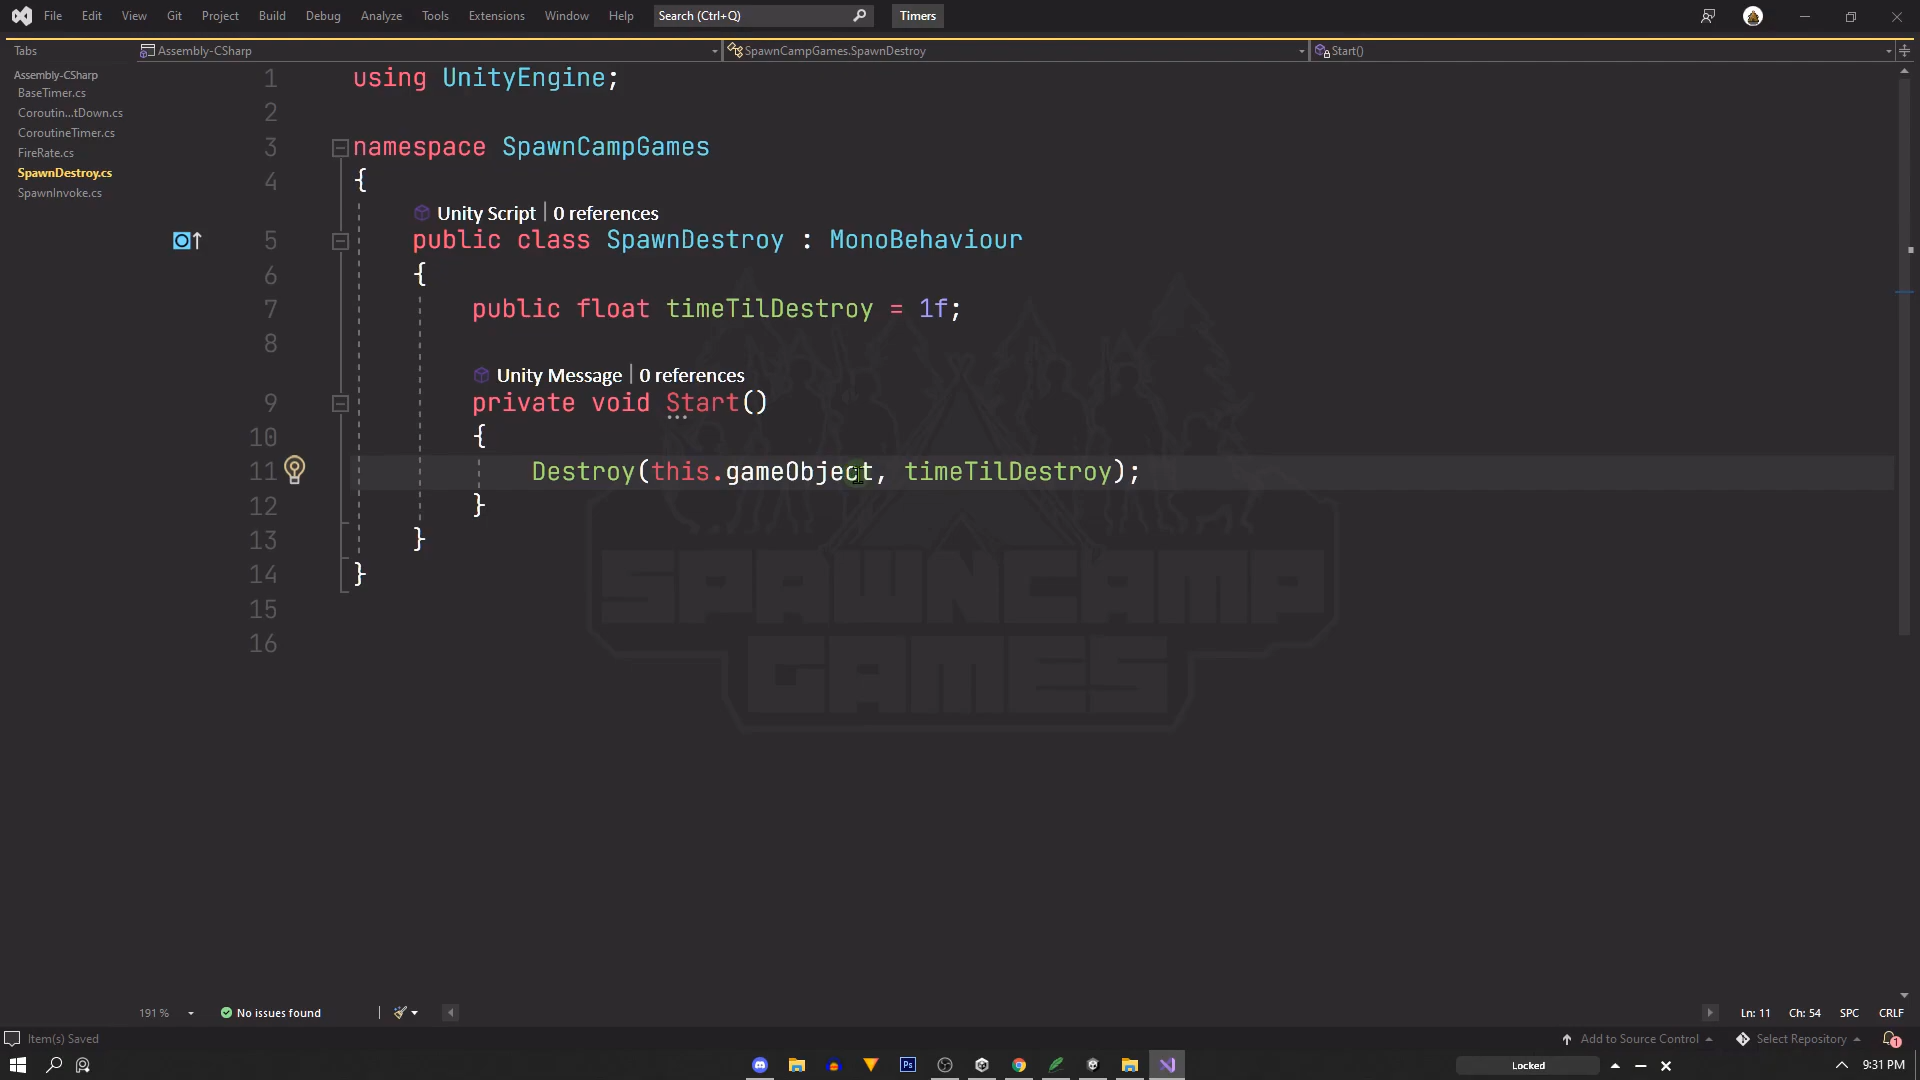 File Edit View Git Project Build Debug Test Analyze Tools Extensions Window Help Search (Ctrl+Q) Timers
Tabs Assembly-CSharp SpawnCampGames.SpawnDestroy Start()
Assembly-CSharp
BaseTimer.cs
Coroutin...tDown.cs
CoroutineTimer.cs
FireRate.cs
SpawnDestroy.cs
SpawnInvoke.cs
1 using UnityEngine;
2
3 namespace SpawnCampGames
4 {
Unity Script | 0 references
5 public class SpawnDestroy : MonoBehaviour
6 {
7 public float timeTilDestroy = 1f;
8
Unity Message | 0 references
9 private void Start()
10 {
11 Destroy(this.gameObject, timeTilDestroy);
12 }
13 }
14 }
15
16
SPAWNCAMP
GAMES
191 % No issues found Ln: 11 Ch: 54 SPC CRLF
Item(s) Saved Add to Source Control Select Repository 1
Ps Locked 9:31 PM